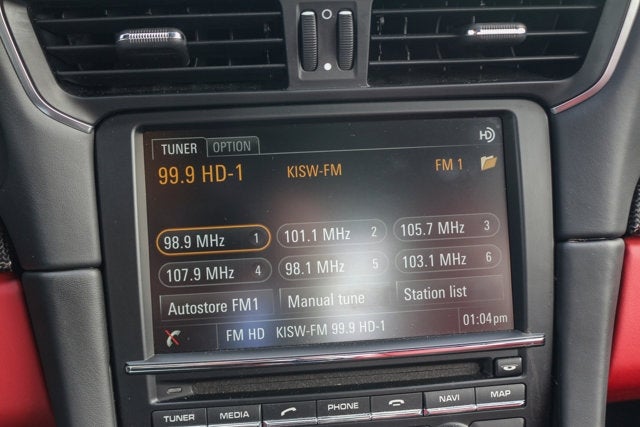 TUNER OPTION
99.9 HD-1 KISW-FM FM 1
98.9 MHz 1 101.1 MHz 2 105.7 MHz 3
107.9 MHz 4 98.1 MHz 5 103.1 MHz 6
Autostore FM1 Manual tune Station list
FM HD KISW-FM 99.9 HD-1 01:04pm
TUNER MEDIA PHONE NAVI MAP